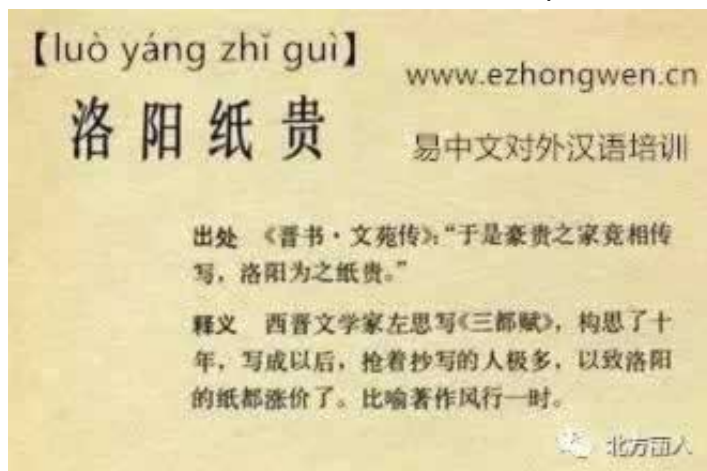 【luò yáng zhǐ guì】
www.ezhongwen.cn
洛阳纸贵
易中文对外汉语培训
出处 《晋书·文苑传》:“于是豪贵之家竞相传
写，洛阳为之纸贵。”
释义 西晋文学家左思写《三都赋》，构思了十
年，写成以后，抢着抄写的人极多，以致洛阳
的纸都涨价了。比喻著作风行一时。
北方丽人